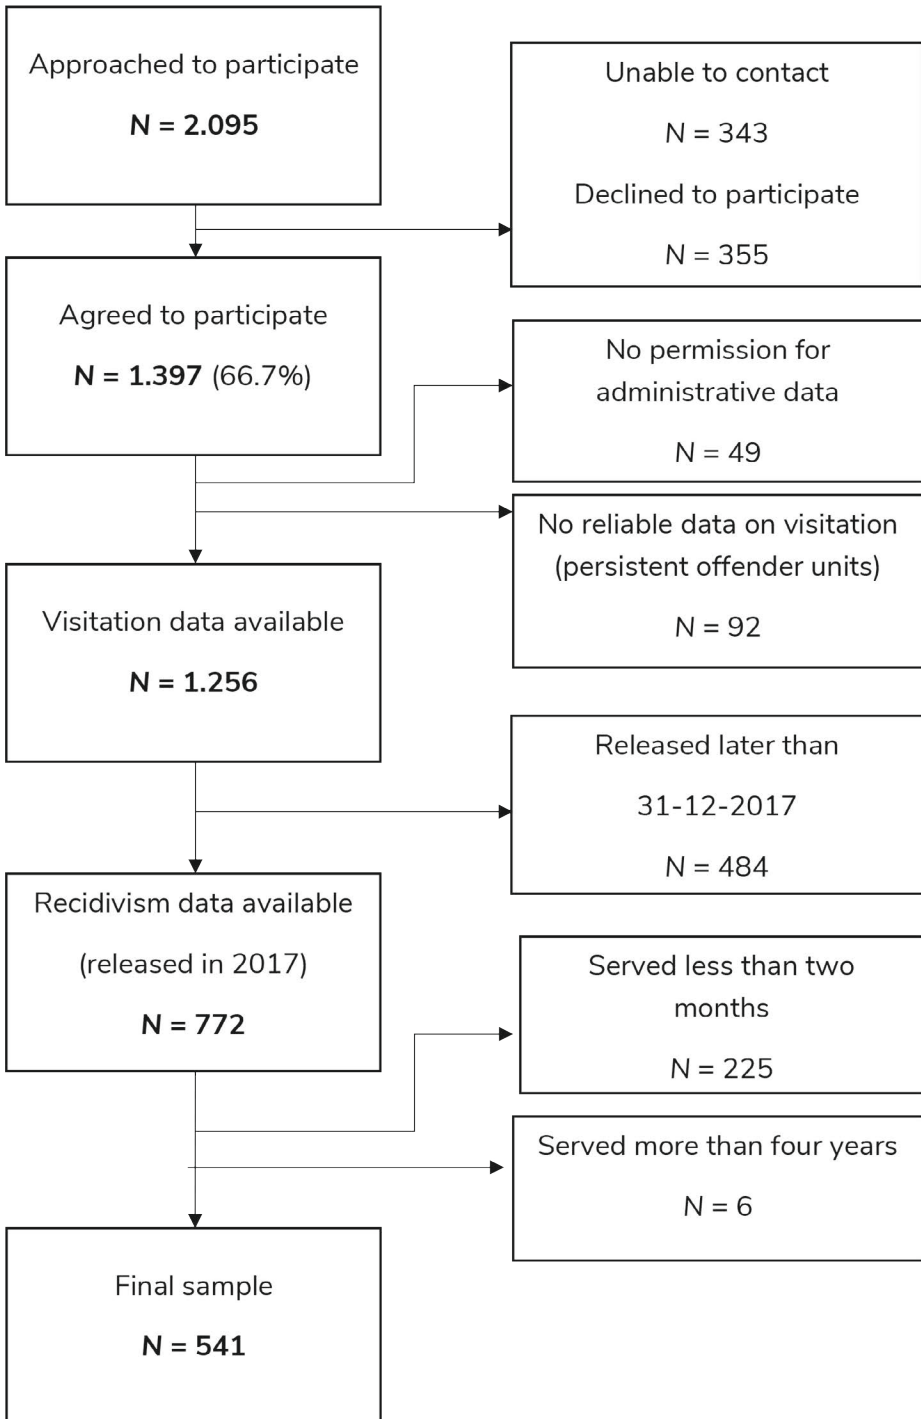 Approached to participate
N = 2.095
Unable to contact
N = 343
Declined to participate
N = 355
Agreed to participate
N = 1.397 (66.7%)
No permission for
administrative data
N = 49
No reliable data on visitation
(persistent offender units)
N = 92
Visitation data available
N = 1.256
Released later than
31-12-2017
N = 484
Recidivism data available
(released in 2017)
N = 772
Served less than two
months
N = 225
Served more than four years
N = 6
Final sample
N = 541